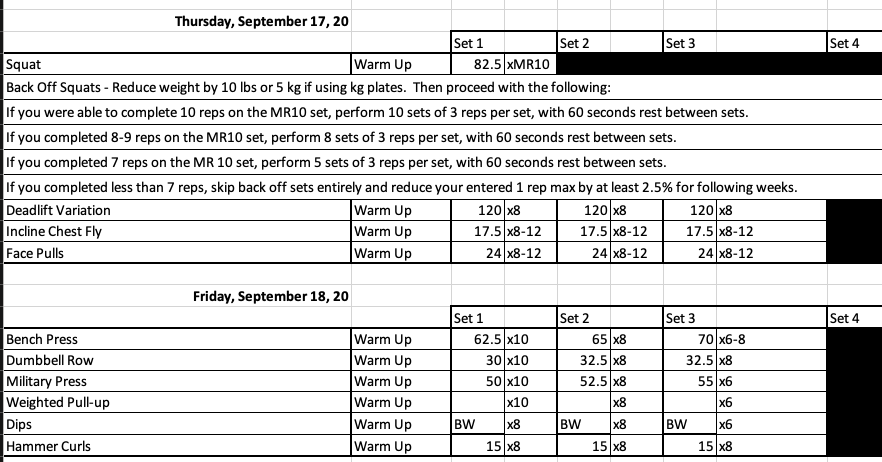 Thursday, September 17, 20
Set 1 Set 2 Set 3 Set 4
Squat Warm Up 82.5 xMR10
Back Off Squats - Reduce weight by 10 lbs or 5 kg if using kg plates. Then proceed with the following:
If you were able to complete 10 reps on the MR10 set, perform 10 sets of 3 reps per set, with 60 seconds rest between sets.
If you completed 8-9 reps on the MR10 set, perform 8 sets of 3 reps per set, with 60 seconds rest between sets.
If you completed 7 reps on the MR 10 set, perform 5 sets of 3 reps per set, with 60 seconds rest between sets.
If you completed less than 7 reps, skip back off sets entirely and reduce your entered 1 rep max by at least 2.5% for following weeks.
Deadlift Variation Warm Up 120 x8 120 x8 120 x8
Incline Chest Fly Warm Up 17.5 x8-12 17.5 x8-12 17.5 x8-12
Face Pulls Warm Up 24 x8-12 24 x8-12 24 x8-12
Friday, September 18, 20
Set 1 Set 2 Set 3 Set 4
Bench Press Warm Up 62.5 x10 65 x8 70 x6-8
Dumbbell Row Warm Up 30 x10 32.5 x8 32.5 x8
Military Press Warm Up 50 x10 52.5 x8 55 x6
Weighted Pull-up Warm Up x10 x8 x6
Dips Warm Up BW x8 BW x8 BW x6
Hammer Curls Warm Up 15 x8 15 x8 15 x8